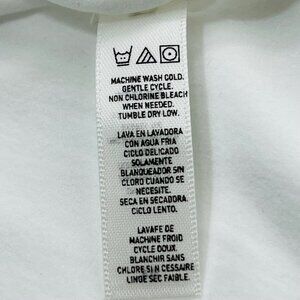 MACHINE WASH COLD.
GENTLE CYCLE.
NON CHLORINE BLEACH
WHEN NEEDED.
TUMBLE DRY LOW.
LAVA EN LAVADORA
CON AGUA FRIA
CICLO DELICADO
SOLAMENTE
BLANQUEADOR SIN
CLORO CUANDO SE
NECESITE.
SECA EN SECADORA
CICLO LENTO.
LAVAFE DE
MACHINE FROID
CYCLE DOUX.
BLANCHIR SANS
CHLORE SI N CESSAIRE
LINGE SEC FAIBLE.